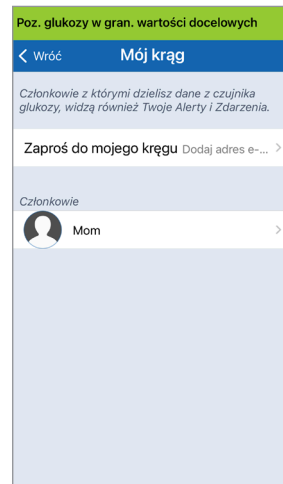 Poz. glukozy w gran. wartości docelowych
Wróć
Mój krąg
Członkowie z którymi dzielisz dane z czujnika
glukozy, widzą również Twoje Alerty i Zdarzenia.
Zaproś do mojego kręgu Dodaj adres e-...
Członkowie
Mom